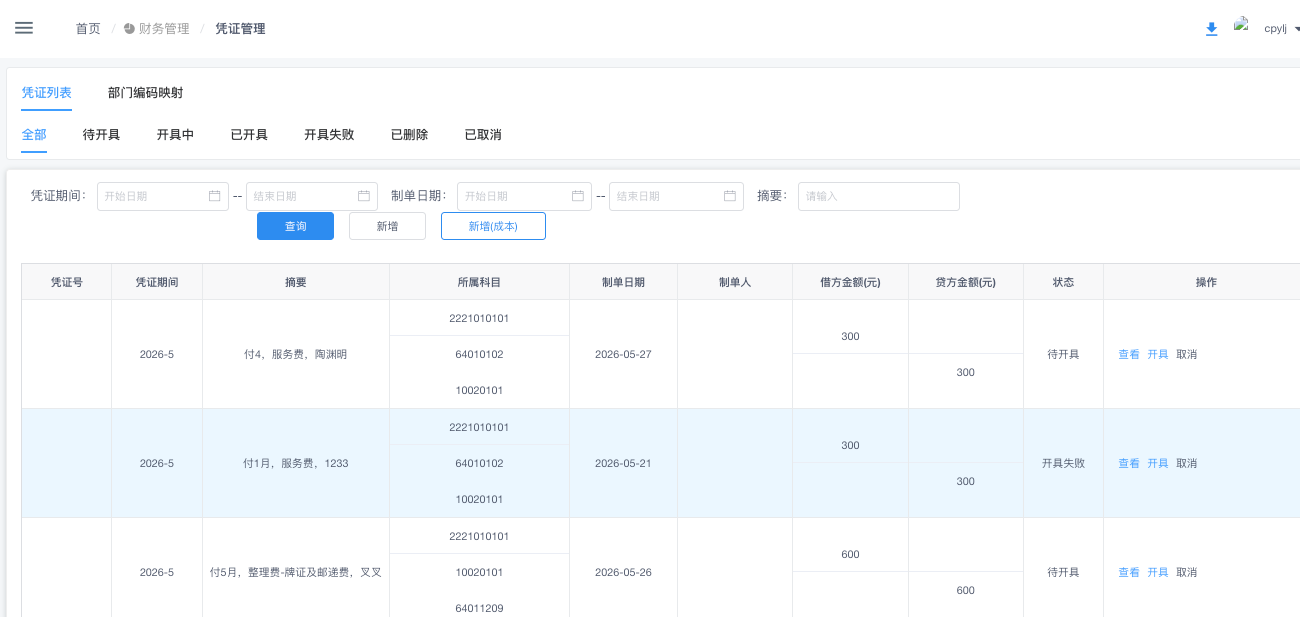 首页 / 财务管理 / 凭证管理 cpylj
凭证列表 部门编码映射
全部 待开具 开具中 已开具 开具失败 已删除 已取消
凭证期间: 开始日期 -- 结束日期 制单日期: 开始日期 -- 结束日期 摘要: 请输入
查询 新增 新增(成本)
凭证号 凭证期间 摘要 所属科目 制单日期 制单人 借方金额(元) 贷方金额(元) 状态 操作
2221010101
300
2026-5 付4，服务费，陶渊明 64010102 2026-05-27 待开具 查看 开具 取消
300
10020101
2221010101
300
2026-5 付1月，服务费，1233 64010102 2026-05-21 开具失败 查看 开具 取消
300
10020101
2221010101
600
2026-5 付5月，整理费-牌证及邮递费，叉叉 10020101 2026-05-26 待开具 查看 开具 取消
600
64011209